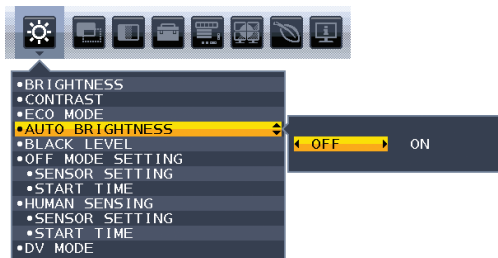 •BRIGHTNESS
•CONTRAST
•ECO MODE
•AUTO BRIGHTNESS
•BLACK LEVEL
•OFF MODE SETTING
•SENSOR SETTING
•START TIME
•HUMAN SENSING
•SENSOR SETTING
•START TIME
•DV MODE
OFF ON